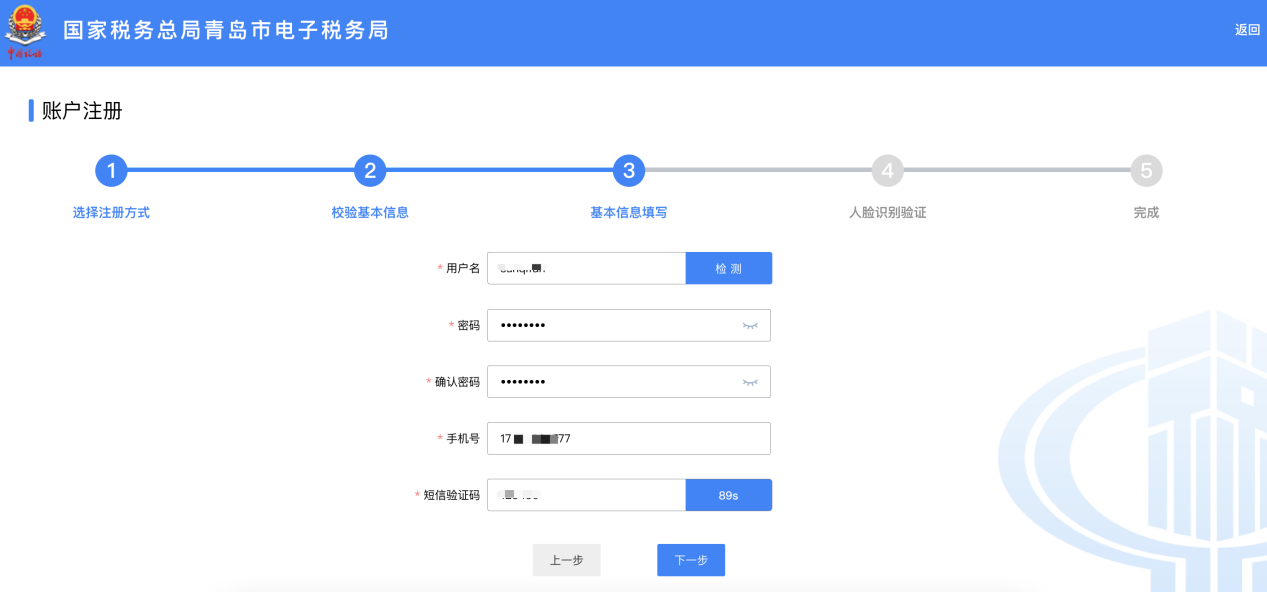 国家税务总局青岛市电子税务局
返回
账户注册
1 2 3 4 5
选择注册方式 校验基本信息 基本信息填写 人脸识别验证 完成
* 用户名 检 测
* 密码 ••••••••
* 确认密码 ••••••••
* 手机号 17 77
* 短信验证码 89s
上一步 下一步